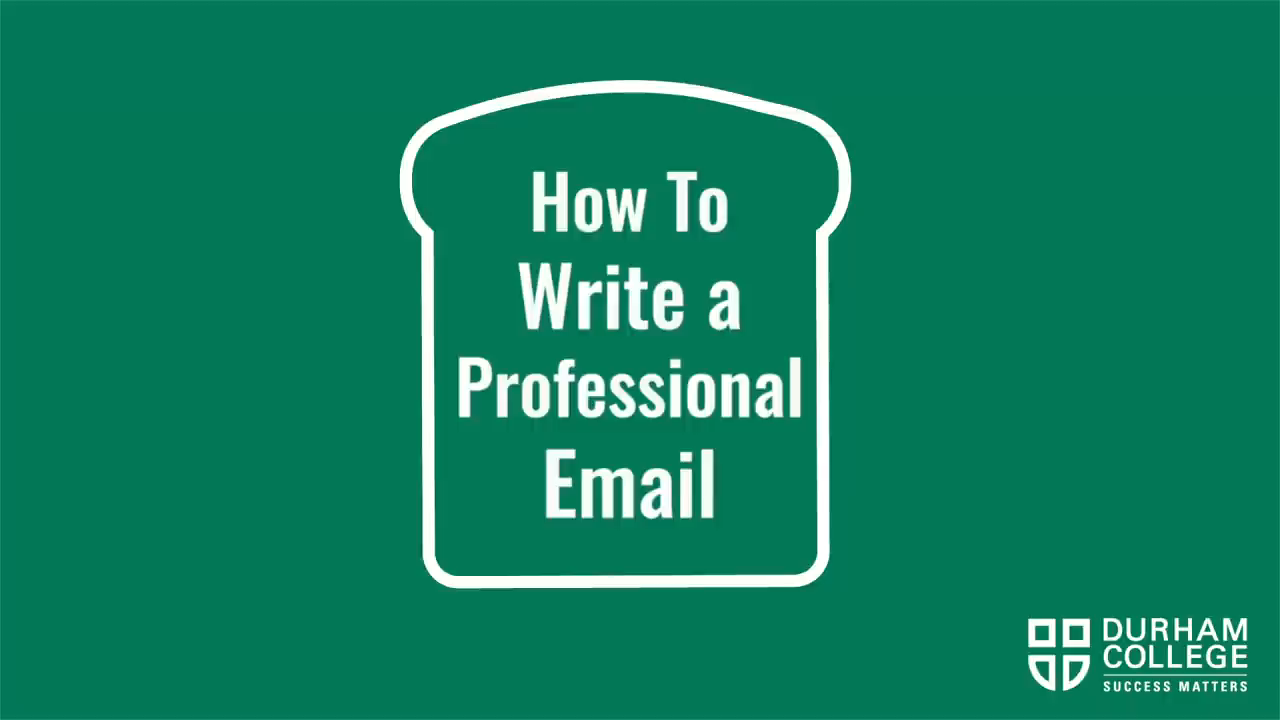 How To
Write a
Professional
Email
DURHAM
COLLEGE
SUCCESS MATTERS